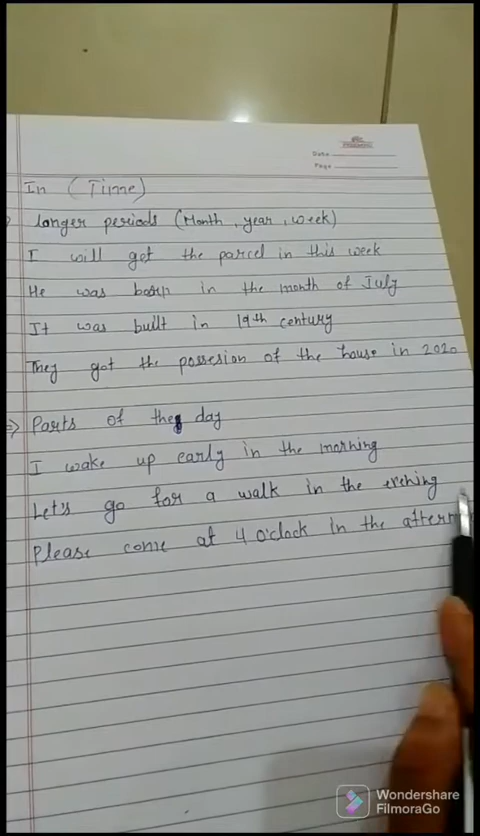 Date
Page
In (Time)
longer periods (Month, year, week)
I will get the parcel in this week
He was born in the month of July
It was built in 19th century
They got the possesion of the house in 2020
=> Parts of the day
I wake up early in the morning
Let's go for a walk in the evening
Please come at 4 o'clock in the aftern
Wondershare
FilmoraGo